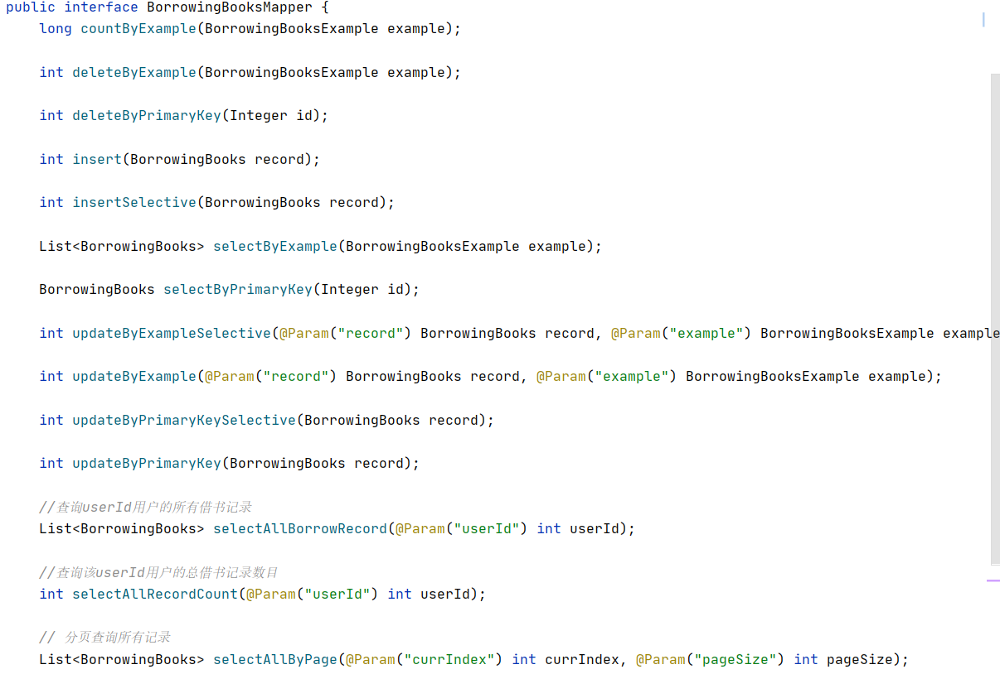 public interface BorrowingBooksMapper {
long countByExample(BorrowingBooksExample example);
int deleteByExample(BorrowingBooksExample example);
int deleteByPrimaryKey(Integer id);
int insert(BorrowingBooks record);
int insertSelective(BorrowingBooks record);
List<BorrowingBooks> selectByExample(BorrowingBooksExample example);
BorrowingBooks selectByPrimaryKey(Integer id);
int updateByExampleSelective(@Param("record") BorrowingBooks record, @Param("example") BorrowingBooksExample example
int updateByExample(@Param("record") BorrowingBooks record, @Param("example") BorrowingBooksExample example);
int updateByPrimaryKeySelective(BorrowingBooks record);
int updateByPrimaryKey(BorrowingBooks record);
//查询userId用户的所有借书记录
List<BorrowingBooks> selectAllBorrowRecord(@Param("userId") int userId);
//查询该userId用户的总借书记录数目
int selectAllRecordCount(@Param("userId") int userId);
// 分页查询所有记录
List<BorrowingBooks> selectAllByPage(@Param("currIndex") int currIndex, @Param("pageSize") int pageSize);